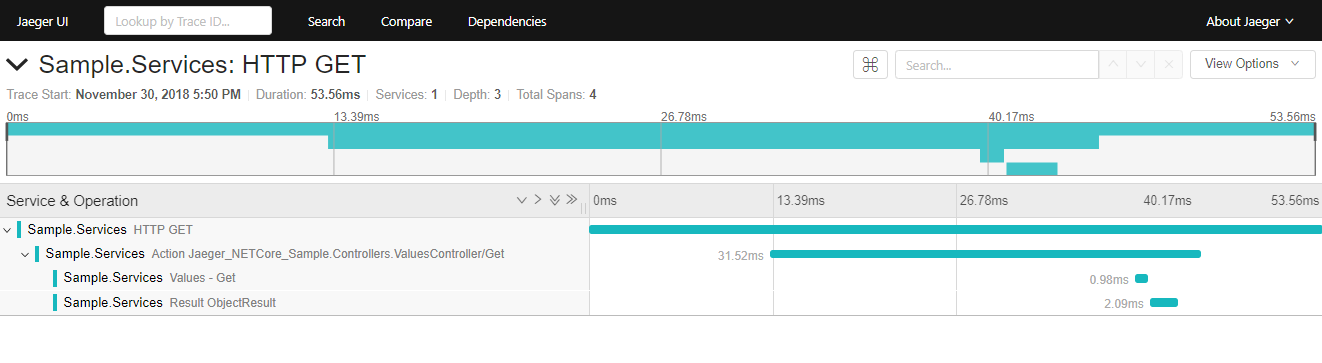 Jaeger UI Lookup by Trace ID... Search Compare Dependencies About Jaeger
Sample.Services: HTTP GET Search... View Options
Trace Start: November 30, 2018 5:50 PM Duration: 53.56ms Services: 1 Depth: 3 Total Spans: 4
0ms 13.39ms 26.78ms 40.17ms 53.56ms
Service & Operation 0ms 13.39ms 26.78ms 40.17ms 53.56ms
Sample.Services HTTP GET
Sample.Services Action Jaeger_NETCore_Sample.Controllers.ValuesController/Get 31.52ms
Sample.Services Values - Get 0.98ms
Sample.Services Result ObjectResult 2.09ms